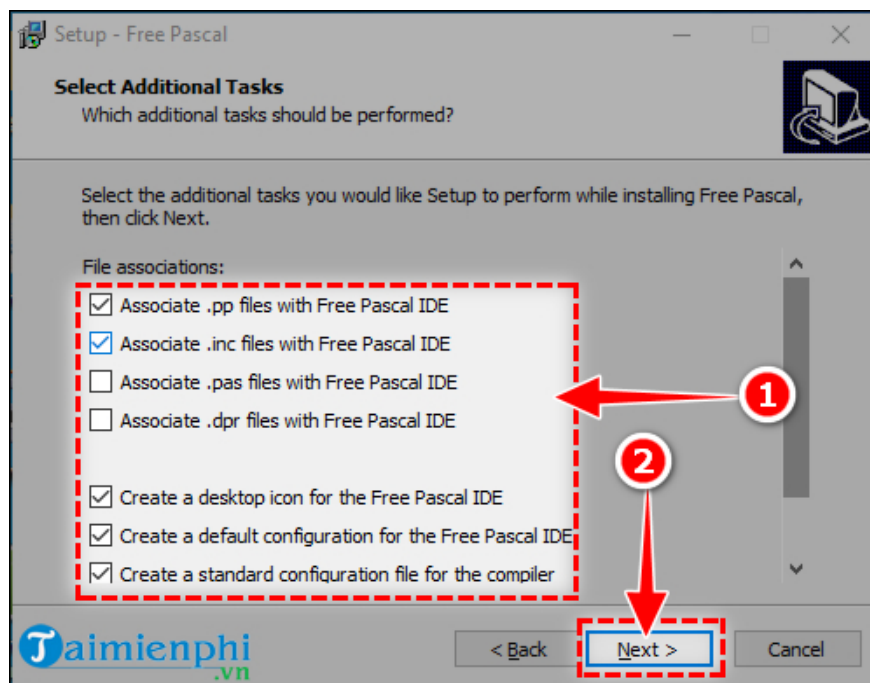 Setup - Free Pascal
Select Additional Tasks
Which additional tasks should be performed?
Select the additional tasks you would like Setup to perform while installing Free Pascal,
then click Next.
File associations:
Associate .pp files with Free Pascal IDE
Associate .inc files with Free Pascal IDE
Associate .pas files with Free Pascal IDE
Associate .dpr files with Free Pascal IDE
1
2
Create a desktop icon for the Free Pascal IDE
Create a default configuration for the Free Pascal IDE
Create a standard configuration file for the compiler
Taimienphi
.vn
< Back
Next >
Cancel